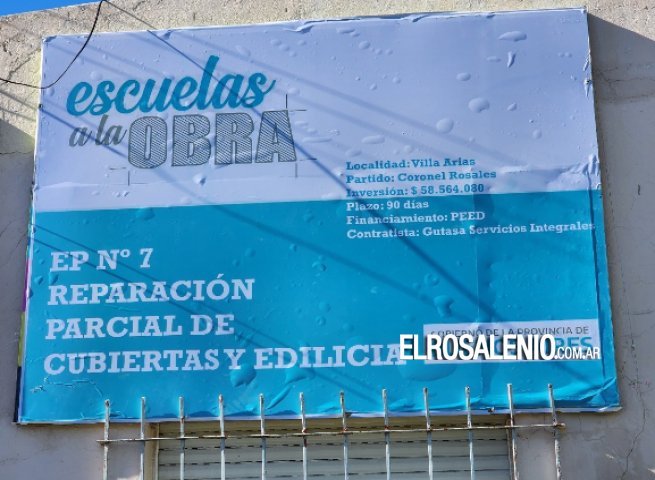 escuelas
a la OBRA
Localidad: Villa Arias
Partido: Coronel Rosales
Inversión: $ 58.564.080
Plazo: 90 días
Financiamiento: PEED
Contratista: Gutasa Servicios Integrales
EP Nº 7
REPARACIÓN
PARCIAL DE
CUBIERTAS Y EDILICIA
GOBIERNO DE LA PROVINCIA DE
ELROSALENIO.COM.AR